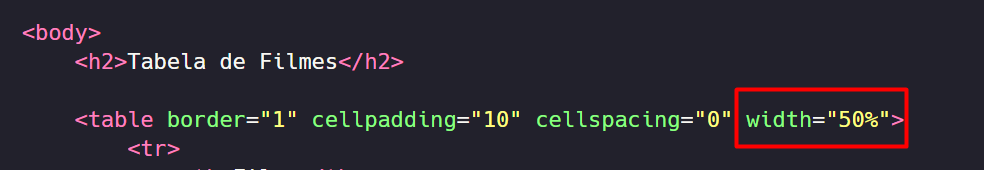 <body>
<h2>Tabela de Filmes</h2>
<table border="1" cellpadding="10" cellspacing="0" width="50%">
<tr>